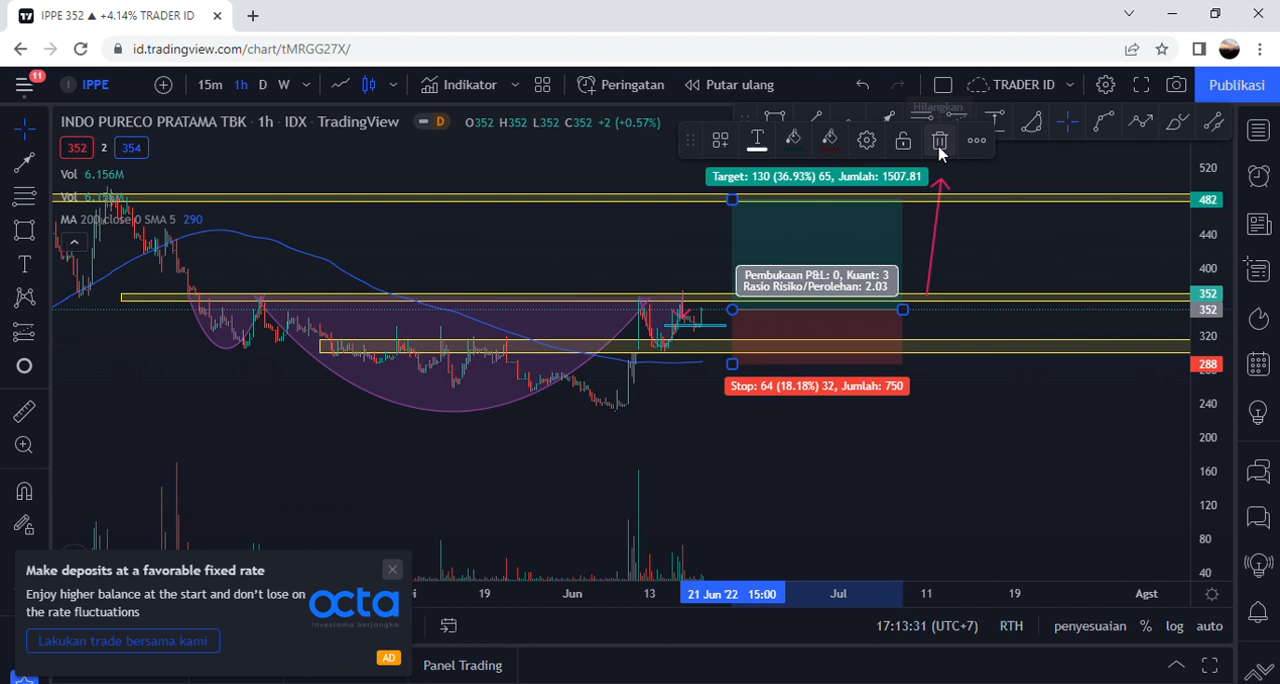 IPPE 352 ▲ +4.14% TRADER ID
id.tradingview.com/chart/tMRGG27X/
11
IPPE
15m 1h D W
Indikator
Peringatan
Putar ulang
TRADER ID
Publikasi
Hilangkan
INDO PURECO PRATAMA TBK · 1h · IDX · TradingView
D
O352 H352 L352 C352 +2 (+0.57%)
352 2 354
Vol 6.156M
Vol 6.156M
MA 200 close 0 SMA 5 290
T
T
Target: 130 (36.93%) 65, Jumlah: 1507.81
Pembukaan P&L: 0, Kuant: 3
Rasio Risiko/Perolehan: 2.03
Stop: 64 (18.18%) 32, Jumlah: 750
520
482
440
400
352
352
320
288
240
200
160
120
80
40
19 Jun 13 21 Jun '22 15:00 Jul 11 19 Agst
Make deposits at a favorable fixed rate
Enjoy higher balance at the start and don't lose on
the rate fluctuations
Lakukan trade bersama kami
octa
investama berjangka
AD
17:13:31 (UTC+7) RTH penyesuaian % log auto
Panel Trading